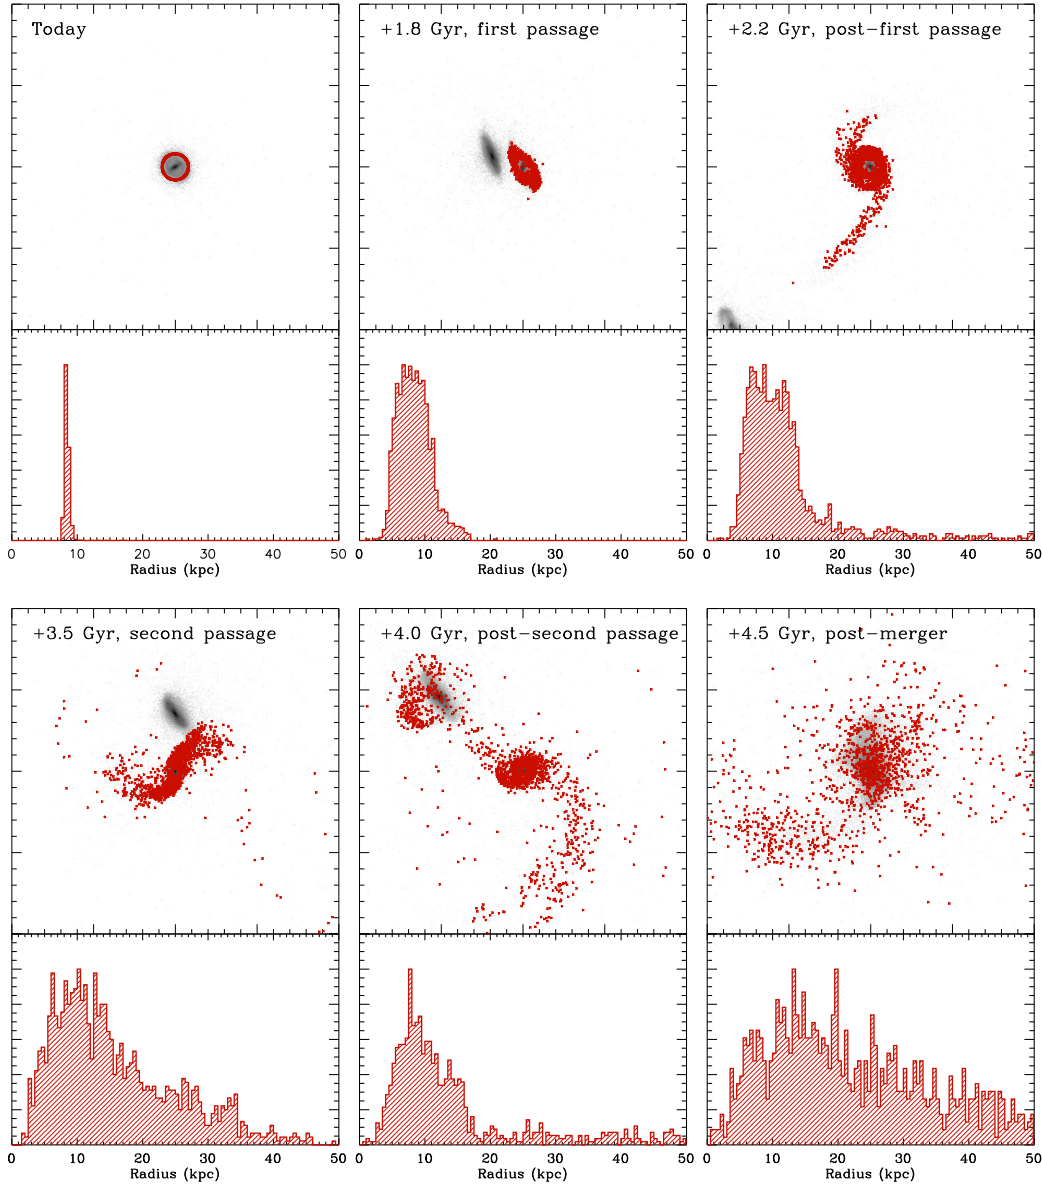 Today
+1.8 Gyr, first passage
+2.2 Gyr, post-first passage
0 10 20 30 40 50
Radius (kpc)
0 10 20 30 40 50
Radius (kpc)
0 10 20 30 40 50
Radius (kpc)
+3.5 Gyr, second passage
+4.0 Gyr, post-second passage
+4.5 Gyr, post-merger
0 10 20 30 40 50
Radius (kpc)
0 10 20 30 40 50
Radius (kpc)
0 10 20 30 40 50
Radius (kpc)